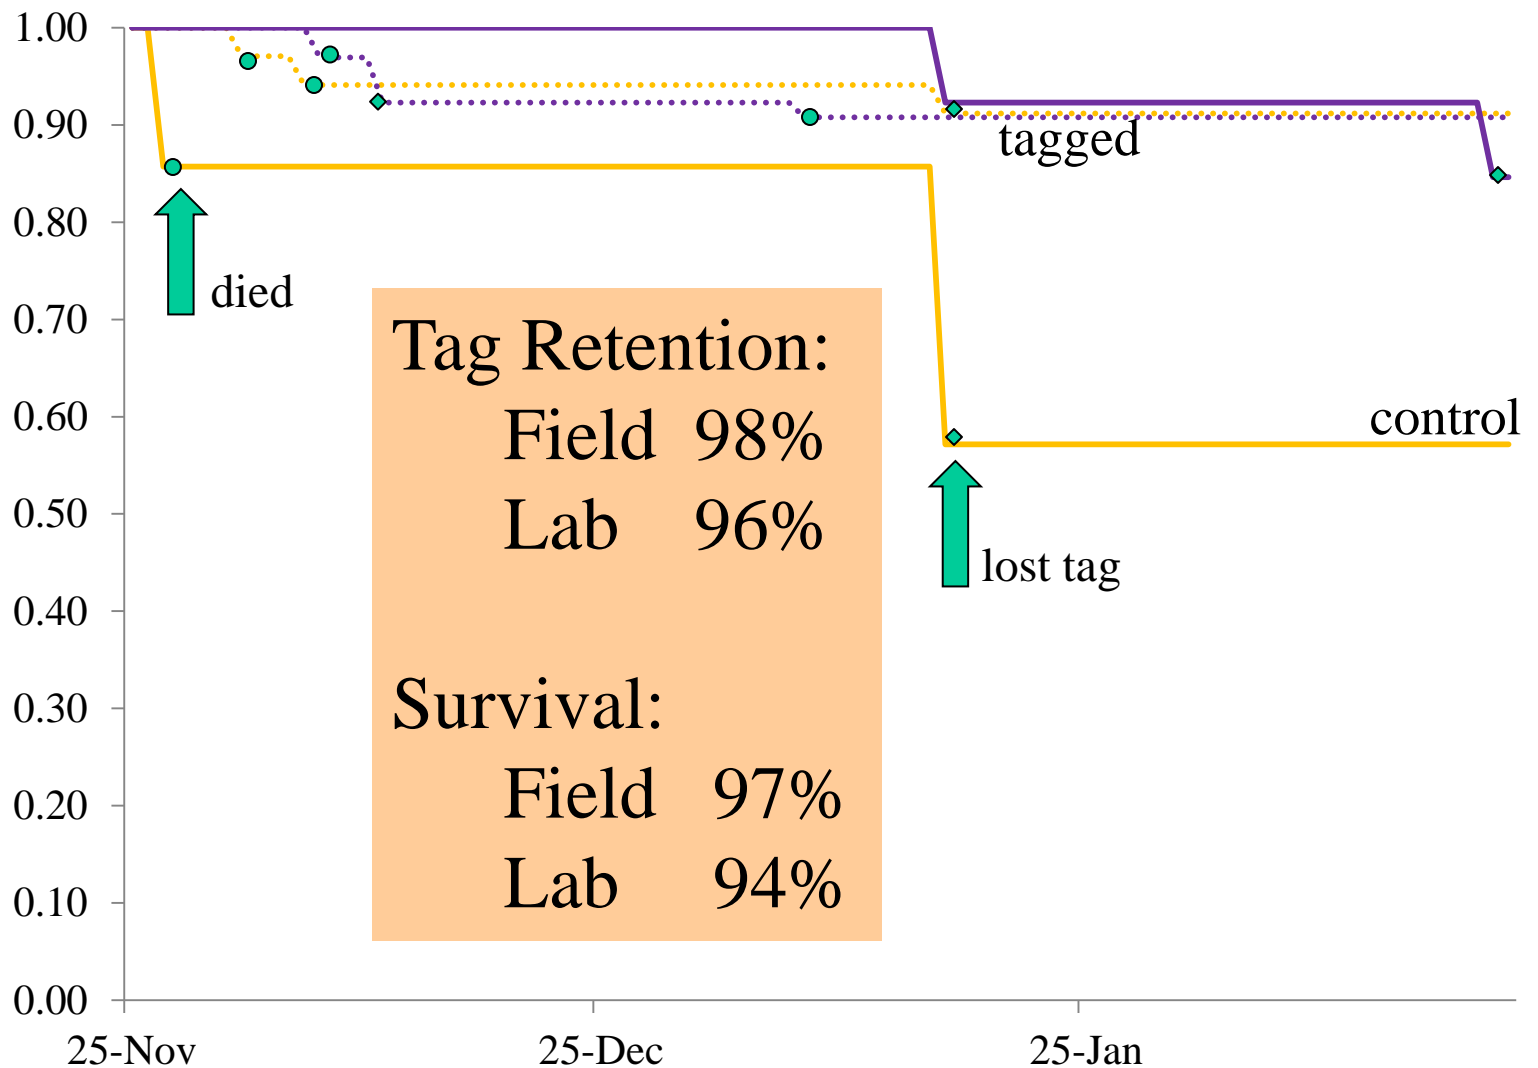 1.00
0.90
tagged
0.80
died
0.70
Tag Retention:
0.60
control
Field 98%
0.50
Lab 96%
lost tag
0.40
0.30
Survival:
0.20
Field 97%
0.10
Lab 94%
0.00
25-Nov 25-Dec 25-Jan